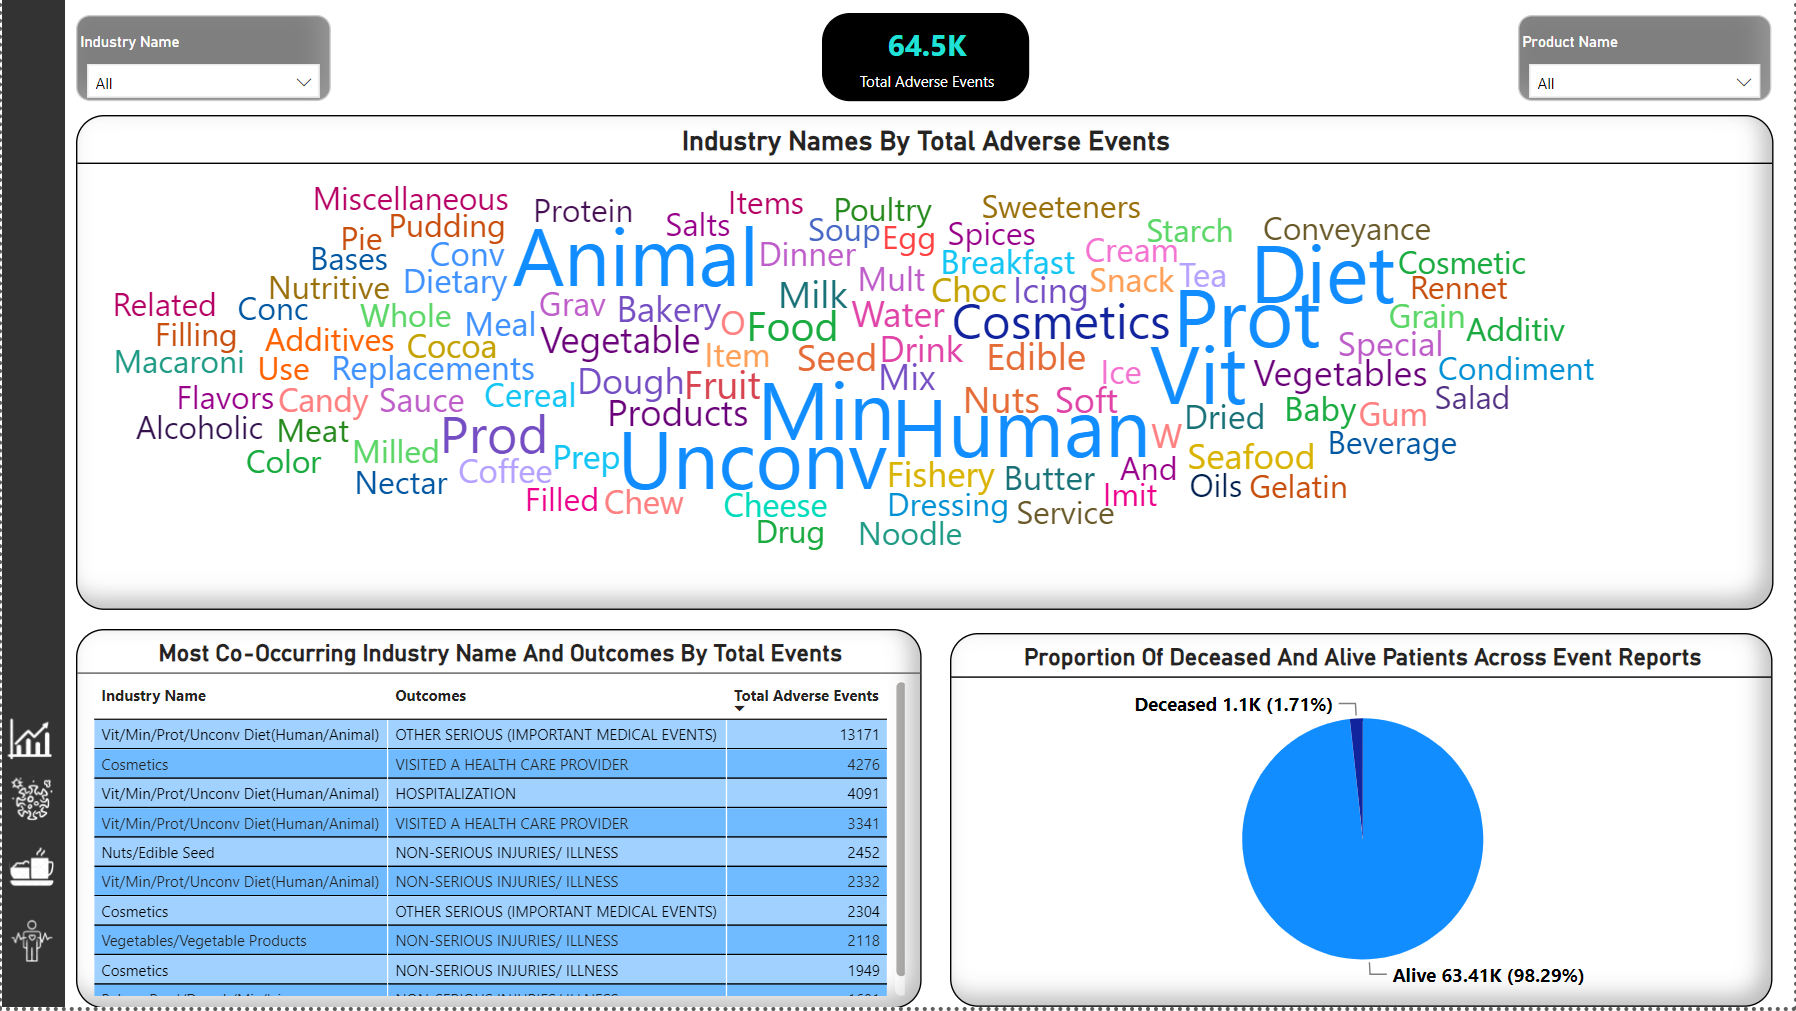 Industry Name
All
64.5K
Total Adverse Events
Product Name
All
Industry Names By Total Adverse Events
Miscellaneous
Protein
Items
Poultry
Sweeteners
Pudding
Salts
Soup
Egg
Spices
Starch
Conveyance
Pie
Bases
Conv
Animal
Dinner
Breakfast
Cream
Diet
Cosmetic
Nutritive
Dietary
Mult
Choc
Icing
Snack
Tea
Rennet
Related
Conc
Whole
Meal
Grav
Bakery
Milk
Water
Cosmetics
Prot
Grain
Additiv
Filling
Additives
Cocoa
Vegetable
O
Food
Item
Seed
Drink
Edible
Special
Macaroni
Use
Replacements
Dough
Fruit
Mix
Ice
Vit
Vegetables
Condiment
Flavors
Candy
Sauce
Cereal
Products
Min
Nuts
Soft
Dried
Baby
Gum
Salad
Alcoholic
Meat
Prod
Human
W
Beverage
Color
Milled
Coffee
Prep
Unconv
Fishery
Butter
And
Seafood
Nectar
Filled
Chew
Cheese
Dressing
Service
Imit
Oils
Gelatin
Drug
Noodle
Most Co-Occurring Industry Name And Outcomes By Total Events
Industry Name Outcomes Total Adverse Events
Vit/Min/Prot/Unconv Diet(Human/Animal) OTHER SERIOUS (IMPORTANT MEDICAL EVENTS) 13171
Cosmetics VISITED A HEALTH CARE PROVIDER 4276
Vit/Min/Prot/Unconv Diet(Human/Animal) HOSPITALIZATION 4091
Vit/Min/Prot/Unconv Diet(Human/Animal) VISITED A HEALTH CARE PROVIDER 3341
Nuts/Edible Seed NON-SERIOUS INJURIES/ ILLNESS 2452
Vit/Min/Prot/Unconv Diet(Human/Animal) NON-SERIOUS INJURIES/ ILLNESS 2332
Cosmetics OTHER SERIOUS (IMPORTANT MEDICAL EVENTS) 2304
Vegetables/Vegetable Products NON-SERIOUS INJURIES/ ILLNESS 2118
Cosmetics NON-SERIOUS INJURIES/ ILLNESS 1949
Proportion Of Deceased And Alive Patients Across Event Reports
Deceased 1.1K (1.71%)
Alive 63.41K (98.29%)